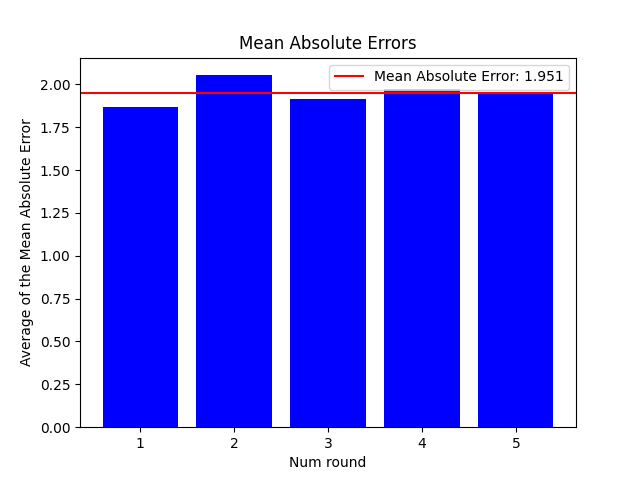 Mean Absolute Errors
Mean Absolute Error: 1.951
Average of the Mean Absolute Error
2.00
1.75
1.50
1.25
1.00
0.75
0.50
0.25
0.00
1 2 3 4 5
Num round